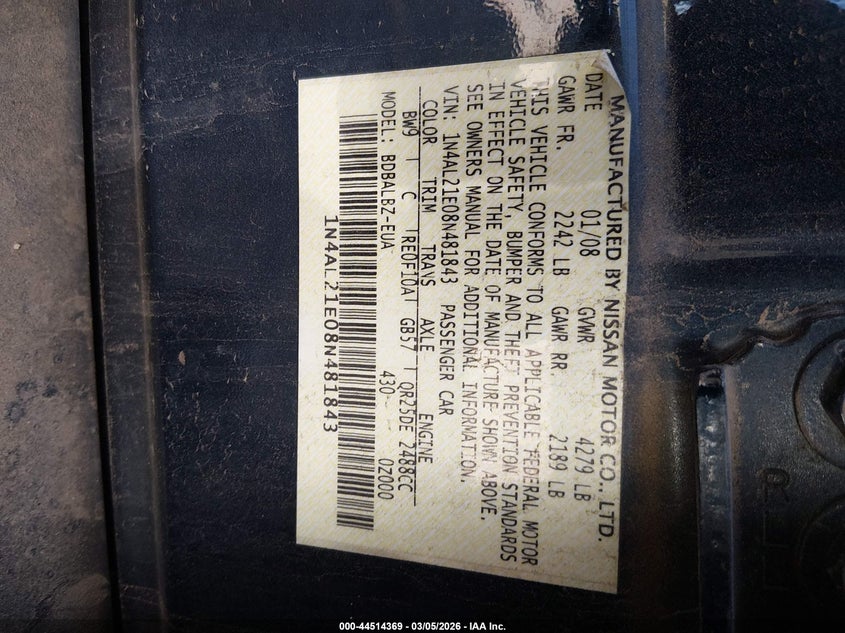 MANUFACTURED BY NISSAN MOTOR CO., LTD.
DATE 01/08 GVWR 4279 LB
GAWR FR. 2242 LB GAWR RR 2189 LB
THIS VEHICLE CONFORMS TO ALL APPLICABLE FEDERAL MOTOR
VEHICLE SAFETY, BUMPER AND THEFT PREVENTION STANDARDS
IN EFFECT ON THE DATE OF MANUFACTURE SHOWN ABOVE.
SEE OWNERS MANUAL FOR ADDITIONAL INFORMATION.
VIN: 1N4AL21E08N481843 PASSENGER CAR
COLOR TRIM TRAVS AXLE ENGINE
BW9 C RE0F10A GB57 QR25DE 2488CC
MODEL: BDBALBZ-EUA 430- 0Z000
1N4AL21E08N481843
000-44514369 - 03/05/2026 - IAA Inc.